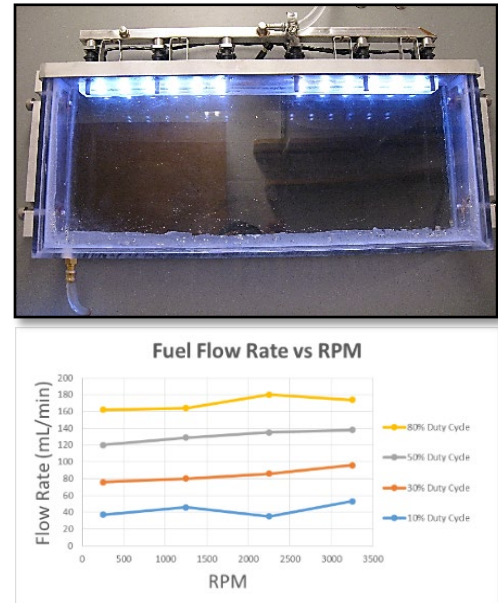 Fuel Flow Rate vs RPM
Flow Rate (mL/min)
200
180
160
140
120
100
80
60
40
20
0
0 500 1000 1500 2000 2500 3000 3500
RPM
80% Duty Cycle
50% Duty Cycle
30% Duty Cycle
10% Duty Cycle